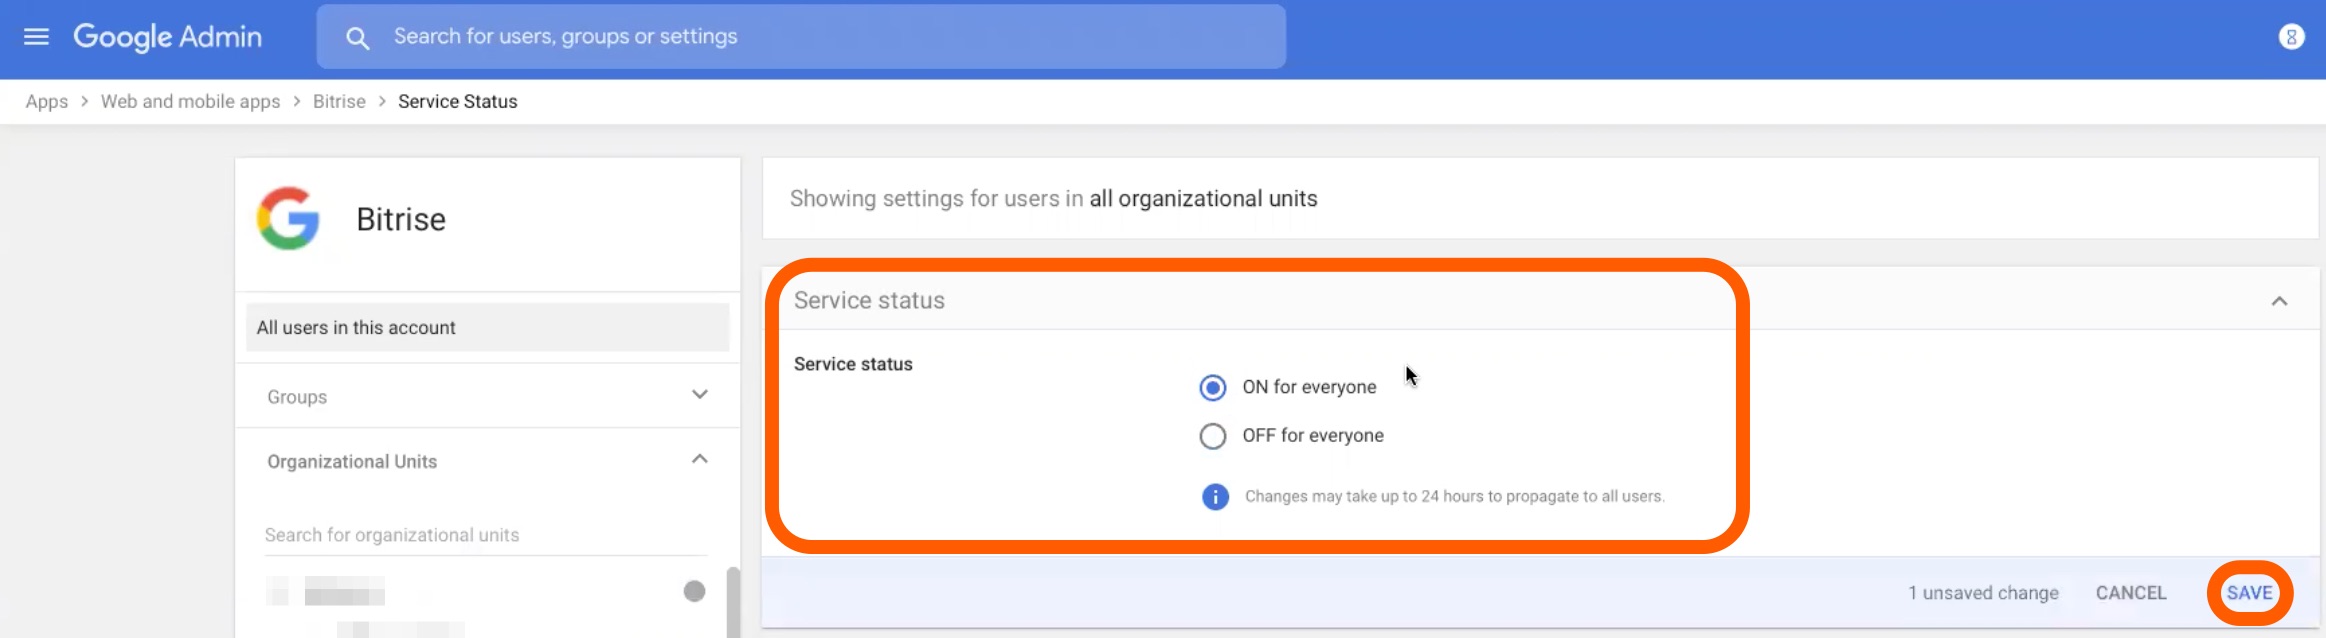 Google Admin
Search for users, groups or settings
Apps > Web and mobile apps > Bitrise > Service Status
Bitrise
All users in this account
Groups
Organizational Units
Search for organizational units
Showing settings for users in all organizational units
Service status
Service status
ON for everyone
OFF for everyone
Changes may take up to 24 hours to propagate to all users.
1 unsaved change CANCEL SAVE